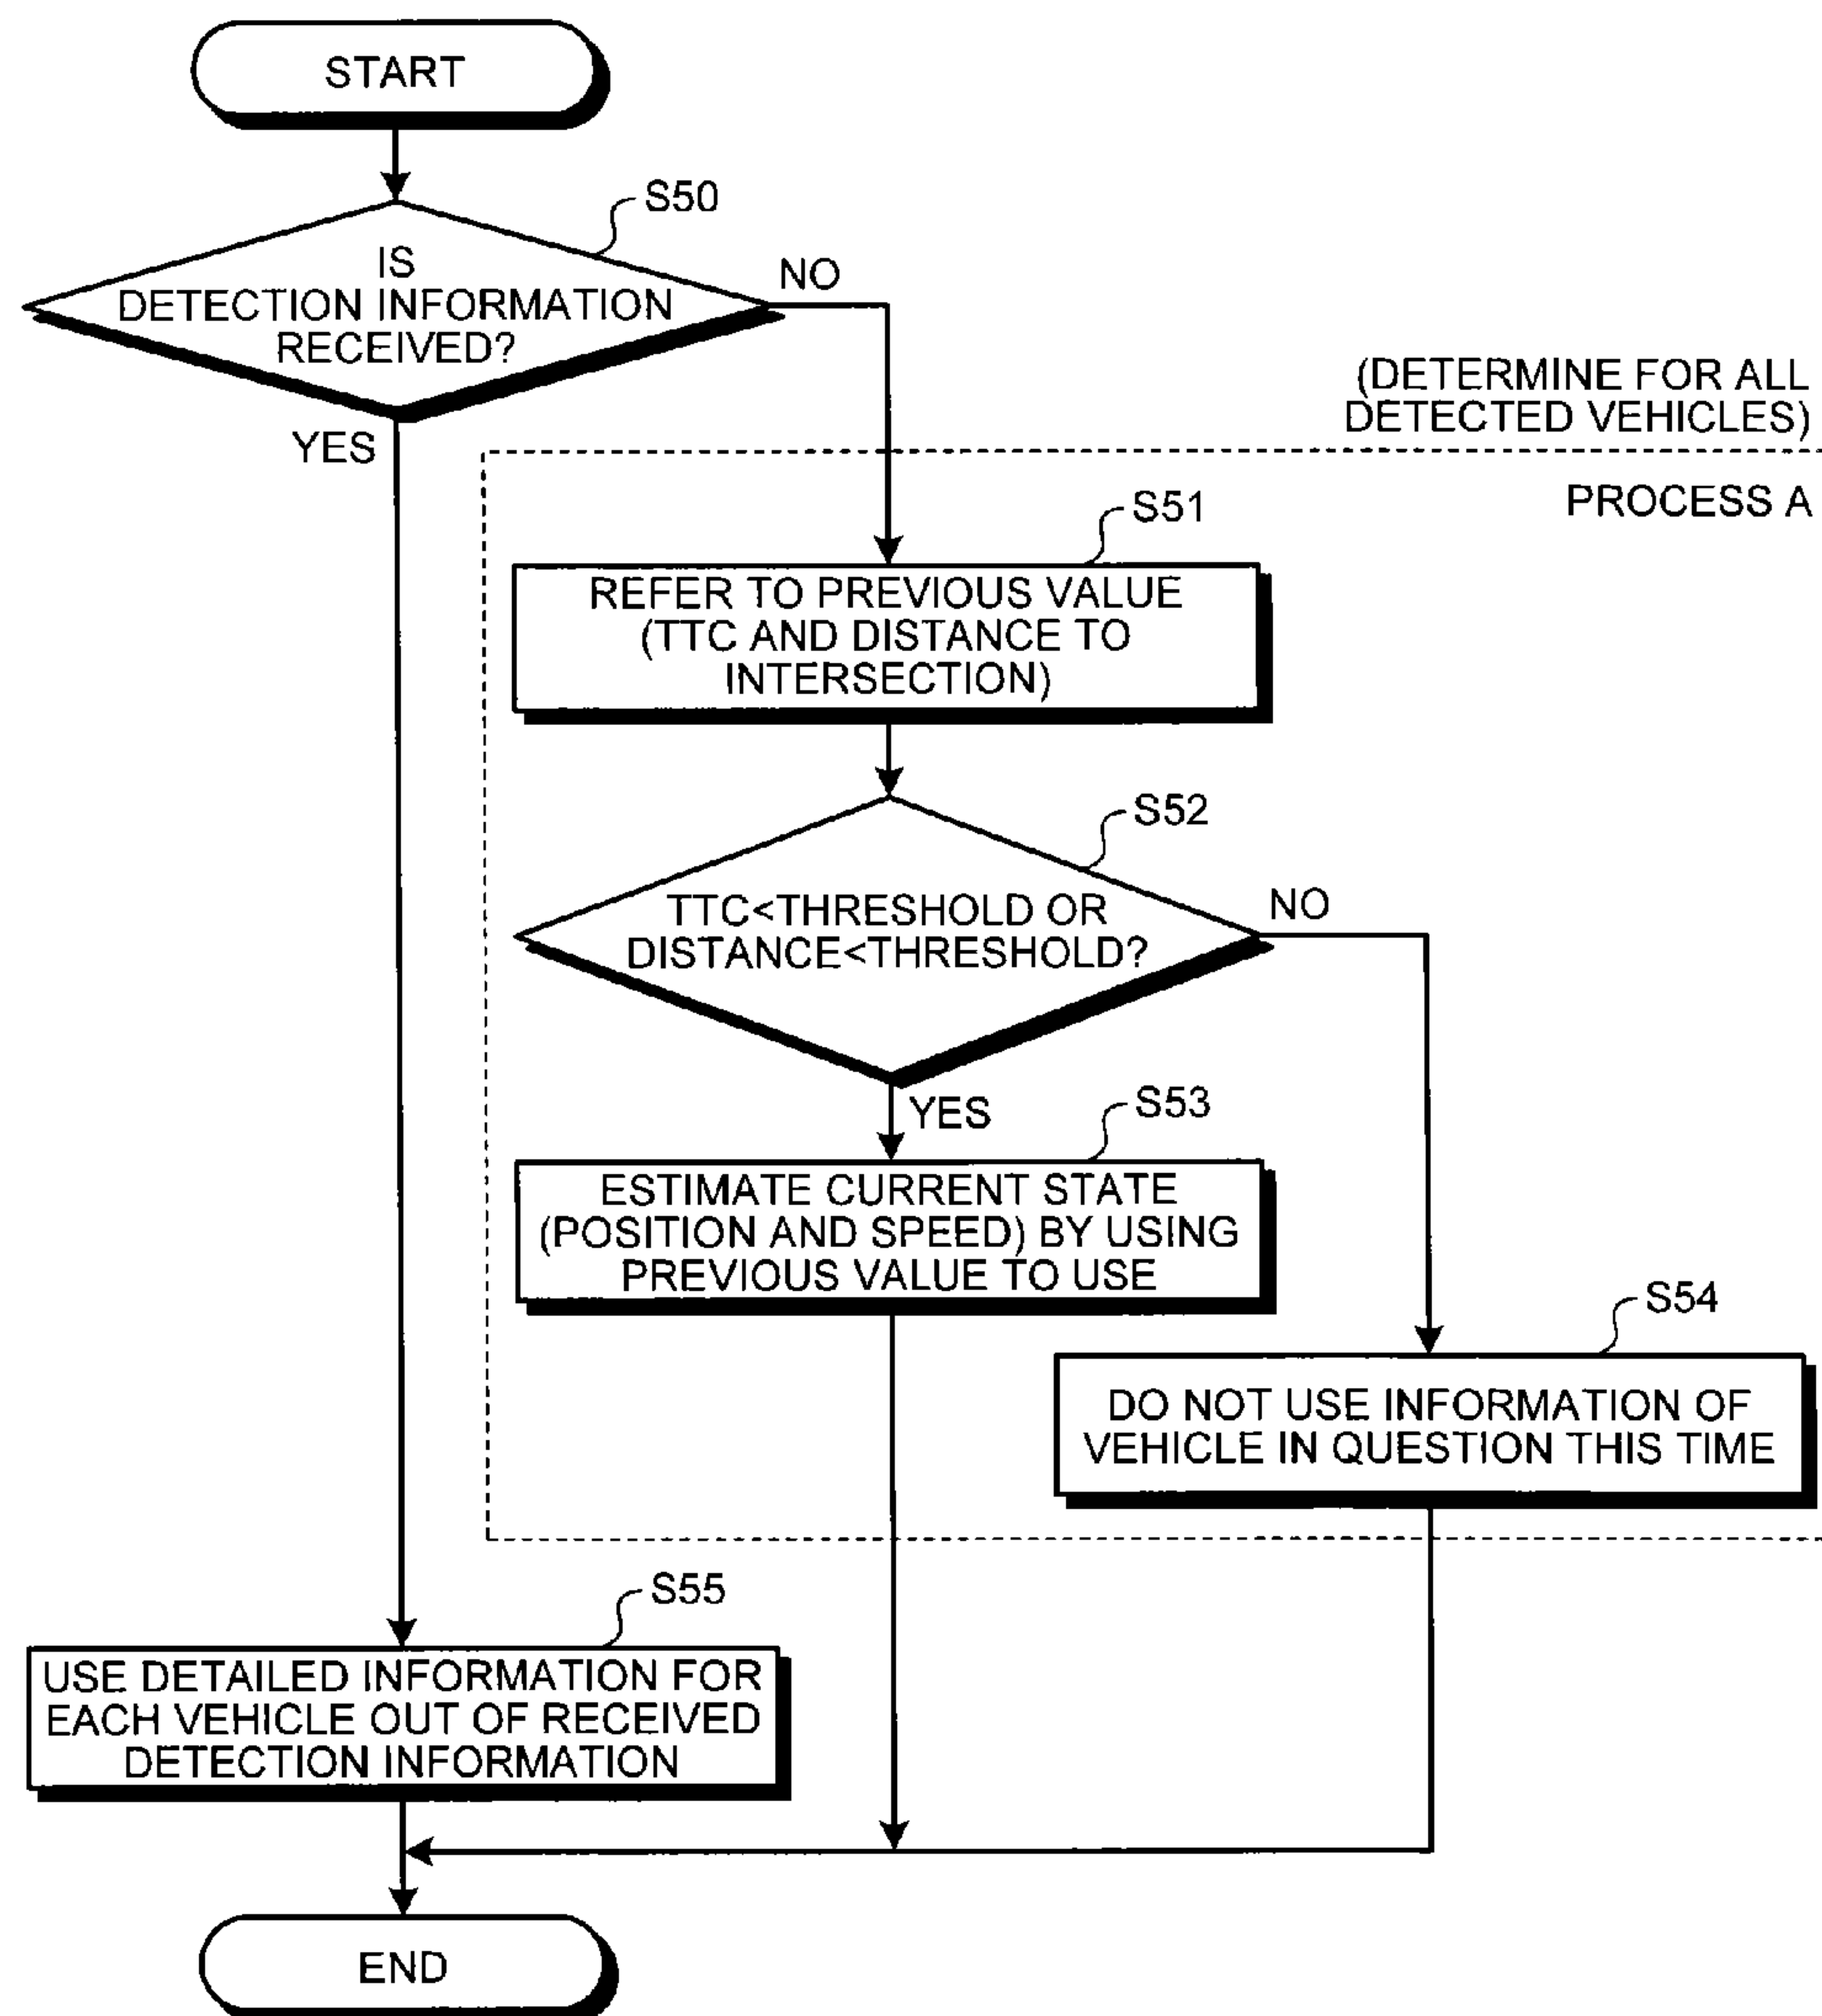 START
S50
IS
DETECTION INFORMATION
RECEIVED?
NO
YES
(DETERMINE FOR ALL
DETECTED VEHICLES)
PROCESS A
S51
REFER TO PREVIOUS VALUE
(TTC AND DISTANCE TO
INTERSECTION)
S52
TTC<THRESHOLD OR
DISTANCE<THRESHOLD?
NO
YES
S53
ESTIMATE CURRENT STATE
(POSITION AND SPEED) BY USING
PREVIOUS VALUE TO USE
S54
DO NOT USE INFORMATION OF
VEHICLE IN QUESTION THIS TIME
S55
USE DETAILED INFORMATION FOR
EACH VEHICLE OUT OF RECEIVED
DETECTION INFORMATION
END